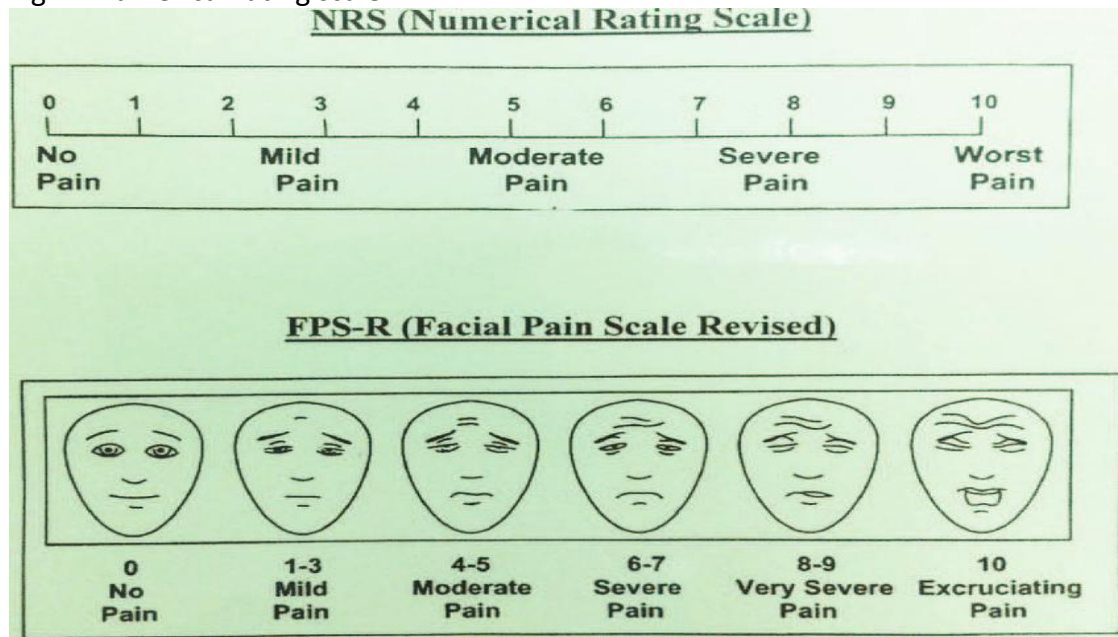 NRS (Numerical Rating Scale)
0 1 2 3 4 5 6 7 8 9 10
No Mild Moderate Severe Worst
Pain Pain Pain Pain Pain
FPS-R (Facial Pain Scale Revised)
0 1-3 4-5 6-7 8-9 10
No Mild Moderate Severe Very Severe Excruciating
Pain Pain Pain Pain Pain Pain